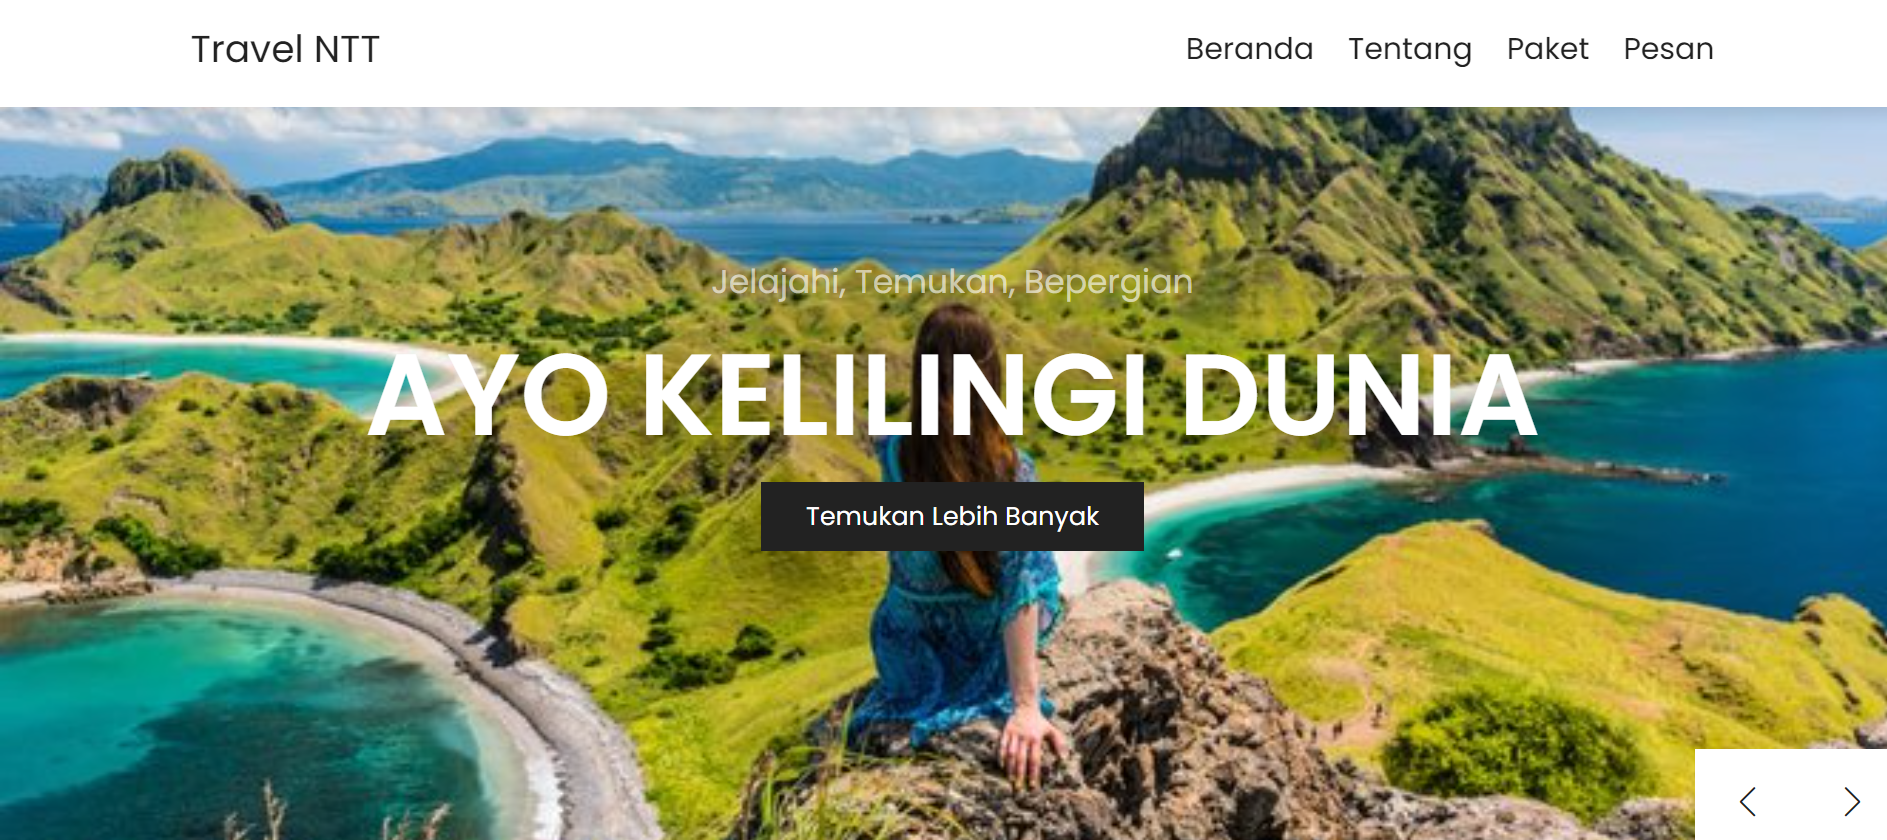 Travel NTT
Beranda Tentang Paket Pesan
Jelajahi, Temukan, Bepergian
AYO KELILINGI DUNIA
Temukan Lebih Banyak